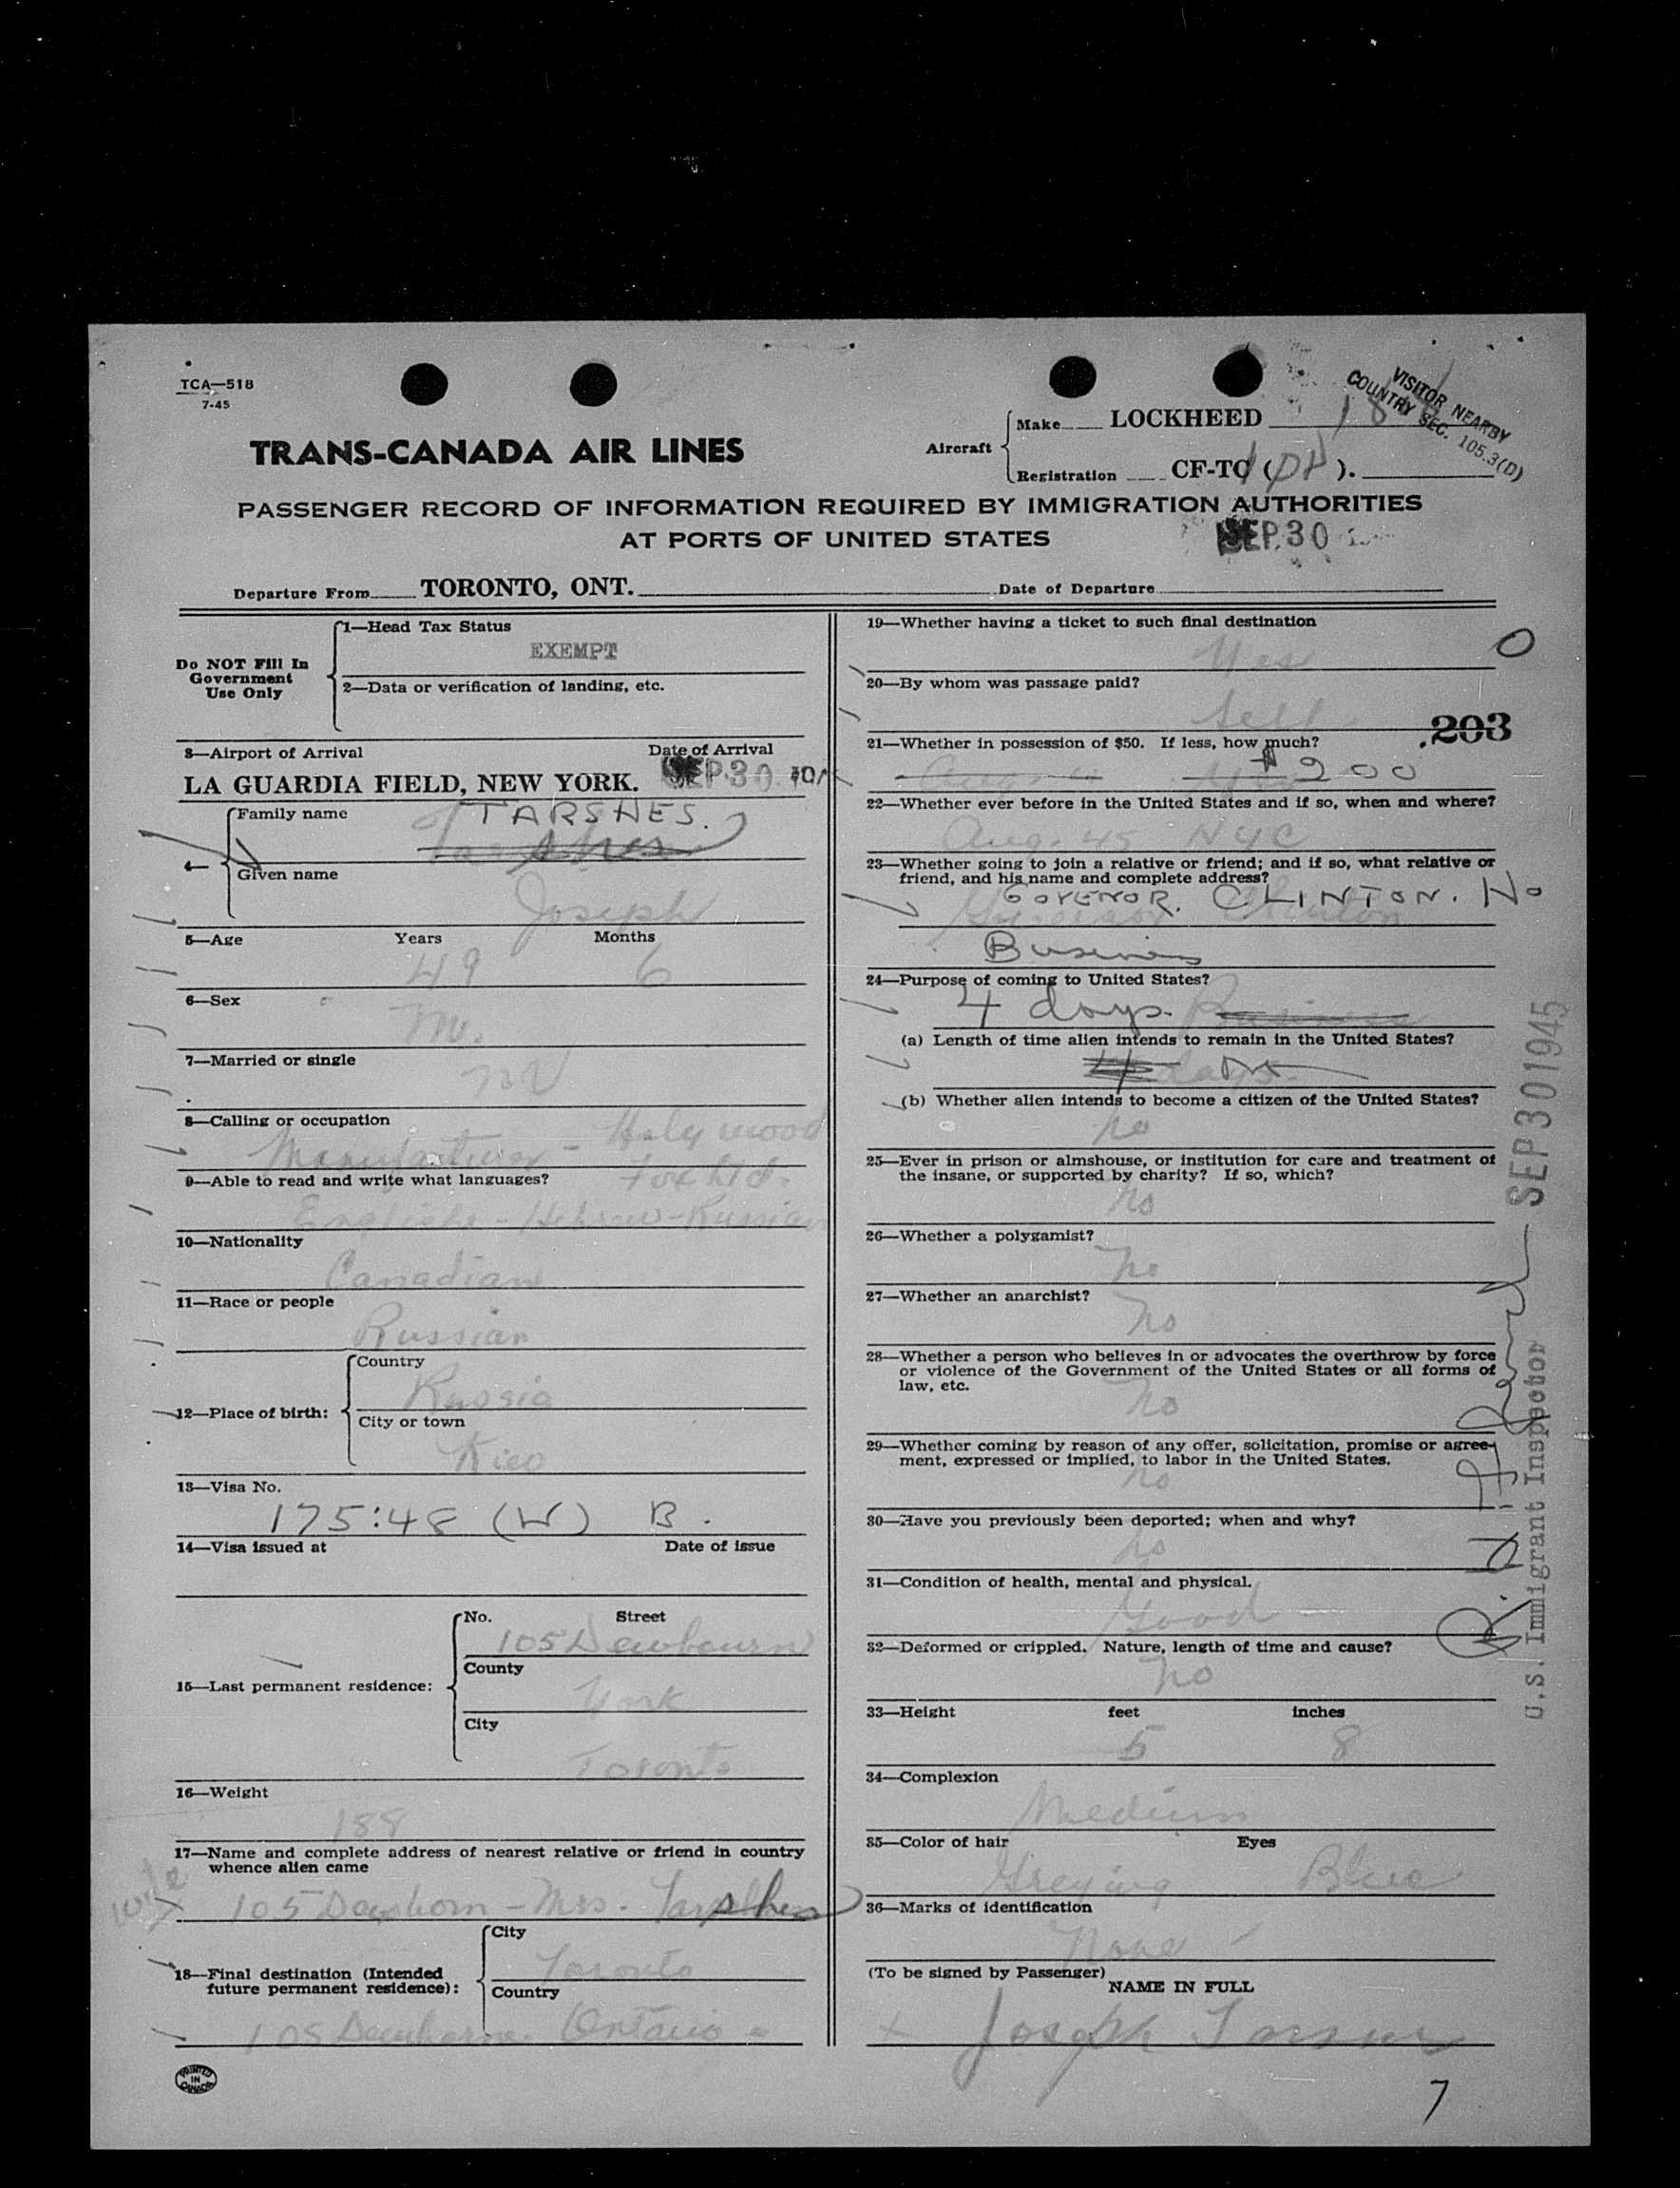 TCA—518
7-45
TRANS-CANADA AIR LINES
Aircraft
Make LOCKHEED 18
Registration CF-TC ( ).
VISITOR NEARBY
COUNTRY SEC. 105.3(D)
PASSENGER RECORD OF INFORMATION REQUIRED BY IMMIGRATION AUTHORITIES
AT PORTS OF UNITED STATES
SEP 30
Departure From TORONTO, ONT. Date of Departure
Do NOT Fill In
Government
Use Only
1—Head Tax Status
EXEMPT
2—Data or verification of landing, etc.
3—Airport of Arrival Date of Arrival
LA GUARDIA FIELD, NEW YORK. SEP 30
4—
Family name TARSHES.
Given name
Joseph
5—Age Years Months
49 6
6—Sex
M.
7—Married or single
M
8—Calling or occupation
Manufacturer - Holywood
Fox Ltd.
9—Able to read and write what languages?
English - Hebrew - Russian
10—Nationality
Canadian
11—Race or people
Russian
12—Place of birth:
Country
Russia
City or town
Kiev
13—Visa No.
175:48 (W) B.
14—Visa issued at Date of issue
15—Last permanent residence:
No. Street
105 Dewbourn
County
York
City
Toronto
16—Weight
188
17—Name and complete address of nearest relative or friend in country
whence alien came
wife
105 Dewborn - Mrs. Tarshes
18—Final destination (Intended
future permanent residence):
City
Toronto
Country
105 Dewborne Ontario
PRINTED
IN
CANADA
19—Whether having a ticket to such final destination
Yes
0
20—By whom was passage paid?
Self
203
21—Whether in possession of $50. If less, how much?
$200
22—Whether ever before in the United States and if so, when and where?
Aug. 45 NYC
23—Whether going to join a relative or friend; and if so, what relative or
friend, and his name and complete address?
GOVENOR. CLINTON. Ho
Business
24—Purpose of coming to United States?
4 days. Business
(a) Length of time alien intends to remain in the United States?
4 days
(b) Whether alien intends to become a citizen of the United States?
no
25—Ever in prison or almshouse, or institution for care and treatment of
the insane, or supported by charity? If so, which?
no
26—Whether a polygamist?
no
27—Whether an anarchist?
no
28—Whether a person who believes in or advocates the overthrow by force
or violence of the Government of the United States or all forms of
law, etc.
no
29—Whether coming by reason of any offer, solicitation, promise or agree-
ment, expressed or implied, to labor in the United States.
no
30—Have you previously been deported; when and why?
no
31—Condition of health, mental and physical.
Good
32—Deformed or crippled. Nature, length of time and cause?
no
33—Height feet inches
5 8
34—Complexion
Medium
35—Color of hair Eyes
Greying Blue
36—Marks of identification
None
(To be signed by Passenger)
NAME IN FULL
x Joseph
7
SEP 30 1945
U.S. Immigrant Inspector